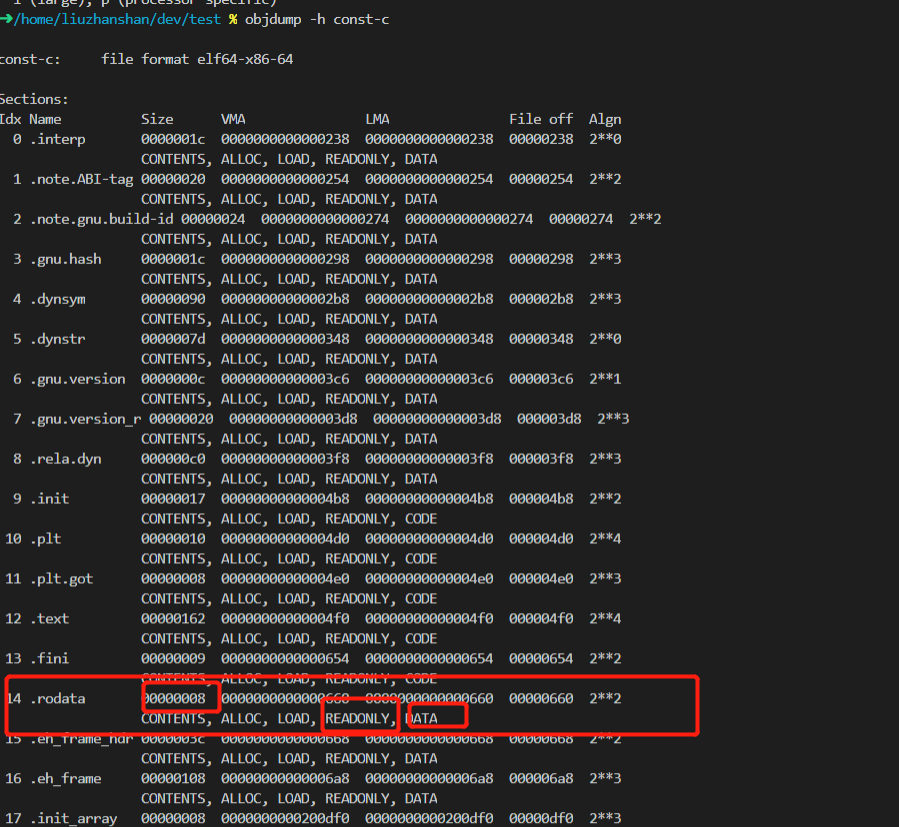 l (large), p (processor specific)
➜/home/liuzhanshan/dev/test % objdump -h const-c
const-c:     file format elf64-x86-64
Sections:
Idx Name          Size      VMA               LMA               File off  Algn
  0 .interp       0000001c  0000000000000238  0000000000000238  00000238  2**0
                  CONTENTS, ALLOC, LOAD, READONLY, DATA
  1 .note.ABI-tag 00000020  0000000000000254  0000000000000254  00000254  2**2
                  CONTENTS, ALLOC, LOAD, READONLY, DATA
  2 .note.gnu.build-id 00000024  0000000000000274  0000000000000274  00000274  2**2
                  CONTENTS, ALLOC, LOAD, READONLY, DATA
  3 .gnu.hash     0000001c  0000000000000298  0000000000000298  00000298  2**3
                  CONTENTS, ALLOC, LOAD, READONLY, DATA
  4 .dynsym       00000090  00000000000002b8  00000000000002b8  000002b8  2**3
                  CONTENTS, ALLOC, LOAD, READONLY, DATA
  5 .dynstr       0000007d  0000000000000348  0000000000000348  00000348  2**0
                  CONTENTS, ALLOC, LOAD, READONLY, DATA
  6 .gnu.version  0000000c  00000000000003c6  00000000000003c6  000003c6  2**1
                  CONTENTS, ALLOC, LOAD, READONLY, DATA
  7 .gnu.version_r 00000020  00000000000003d8  00000000000003d8  000003d8  2**3
                  CONTENTS, ALLOC, LOAD, READONLY, DATA
  8 .rela.dyn     000000c0  00000000000003f8  00000000000003f8  000003f8  2**3
                  CONTENTS, ALLOC, LOAD, READONLY, DATA
  9 .init         00000017  00000000000004b8  00000000000004b8  000004b8  2**2
                  CONTENTS, ALLOC, LOAD, READONLY, CODE
 10 .plt          00000010  00000000000004d0  00000000000004d0  000004d0  2**4
                  CONTENTS, ALLOC, LOAD, READONLY, CODE
 11 .plt.got      00000008  00000000000004e0  00000000000004e0  000004e0  2**3
                  CONTENTS, ALLOC, LOAD, READONLY, CODE
 12 .text         00000162  00000000000004f0  00000000000004f0  000004f0  2**4
                  CONTENTS, ALLOC, LOAD, READONLY, CODE
 13 .fini         00000009  0000000000000654  0000000000000654  00000654  2**2
                  CONTENTS, ALLOC, LOAD, READONLY, CODE
 14 .rodata       00000008  0000000000000660  0000000000000660  00000660  2**2
                  CONTENTS, ALLOC, LOAD, READONLY, DATA
 15 .eh_frame_hdr 0000003c  0000000000000668  0000000000000668  00000668  2**2
                  CONTENTS, ALLOC, LOAD, READONLY, DATA
 16 .eh_frame     00000108  00000000000006a8  00000000000006a8  000006a8  2**3
                  CONTENTS, ALLOC, LOAD, READONLY, DATA
 17 .init_array   00000008  0000000000200df0  0000000000200df0  00000df0  2**3